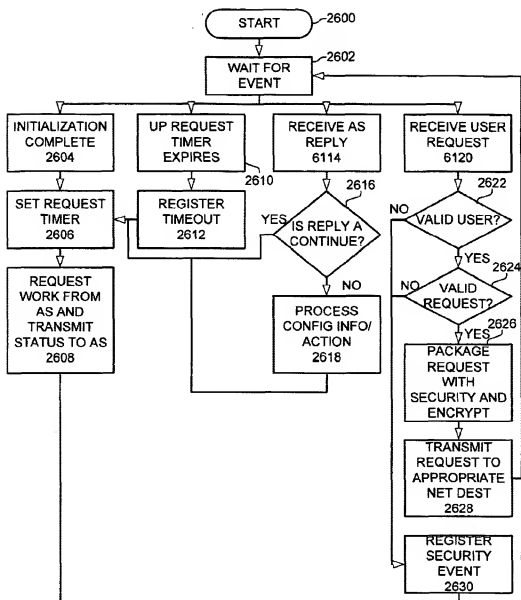 START
2600
WAIT FOR
EVENT
2602
INITIALIZATION
COMPLETE
2604
UP REQUEST
TIMER
EXPIRES
2610
RECEIVE AS
REPLY
6114
RECEIVE USER
REQUEST
6120
SET REQUEST
TIMER
2606
REGISTER
TIMEOUT
2612
YES
IS REPLY A
CONTINUE?
2616
NO
NO
VALID USER?
2622
YES
REQUEST
WORK FROM
AS AND
TRANSMIT
STATUS TO AS
2608
PROCESS
CONFIG INFO/
ACTION
2618
NO
VALID
REQUEST?
2624
YES
2626
PACKAGE
REQUEST
WITH
SECURITY AND
ENCRYPT
TRANSMIT
REQUEST TO
APPROPRIATE
NET DEST
2628
REGISTER
SECURITY
EVENT
2630